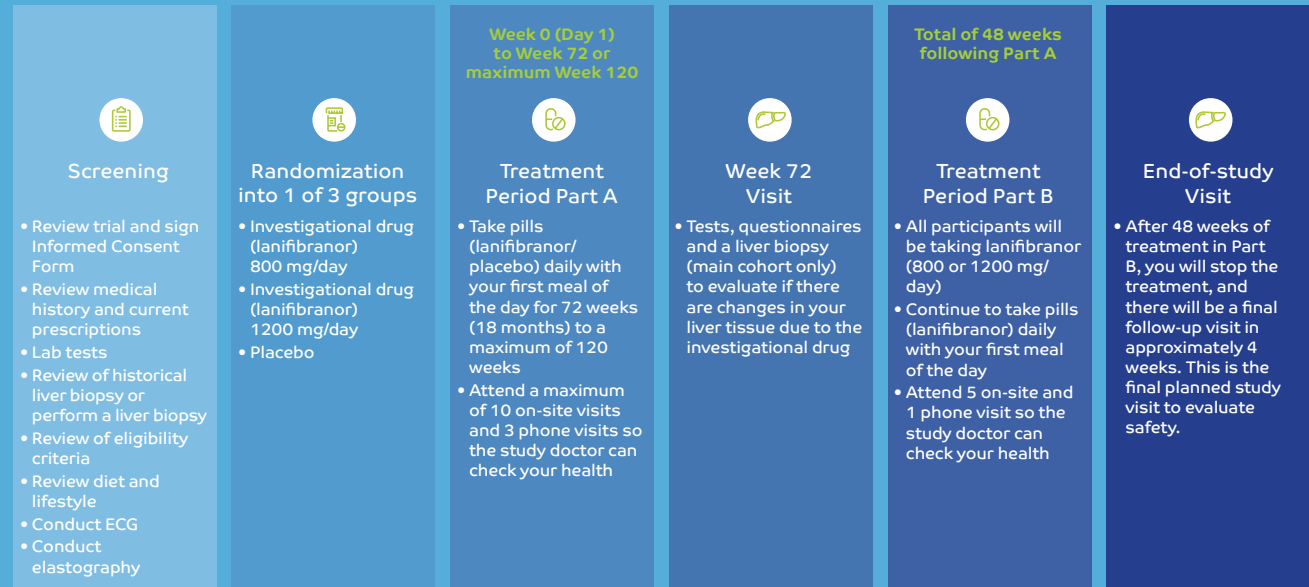 Screening
• Review trial and sign
Informed Consent
Form
• Review medical
history and current
prescriptions
• Lab tests
• Review of historical
liver biopsy or
perform a liver biopsy
• Review of eligibility
criteria
• Review diet and
lifestyle
• Conduct ECG
• Conduct
elastography
Randomization
into 1 of 3 groups
• Investigational drug
(lanifibranor)
800 mg/day
• Investigational drug
(lanifibranor)
1200 mg/day
• Placebo
Week 0 (Day 1)
to Week 72 or
maximum Week 120
Treatment
Period Part A
• Take pills
(lanifibranor/
placebo) daily with
your first meal of
the day for 72 weeks
(18 months) to a
maximum of 120
weeks
• Attend a maximum
of 10 on-site visits
and 3 phone visits so
the study doctor can
check your health
Week 72
Visit
• Tests, questionnaires
and a liver biopsy
(main cohort only)
to evaluate if there
are changes in your
liver tissue due to the
investigational drug
Total of 48 weeks
following Part A
Treatment
Period Part B
• All participants will
be taking lanifibranor
(800 or 1200 mg/
day)
• Continue to take pills
(lanifibranor) daily
with your first meal
of the day
• Attend 5 on-site and
1 phone visit so the
study doctor can
check your health
End-of-study
Visit
• After 48 weeks of
treatment in Part
B, you will stop the
treatment, and
there will be a final
follow-up visit in
approximately 4
weeks. This is the
final planned study
visit to evaluate
safety.